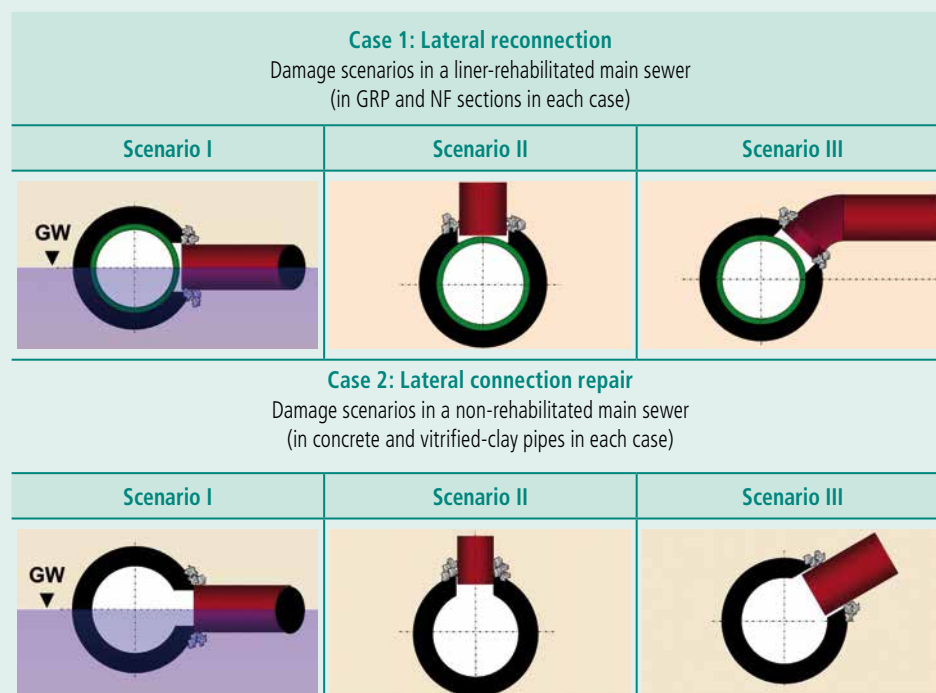 Case 1: Lateral reconnection
Damage scenarios in a liner-rehabilitated main sewer
(in GRP and NF sections in each case)
Scenario I
Scenario II
Scenario III
GW
Case 2: Lateral connection repair
Damage scenarios in a non-rehabilitated main sewer
(in concrete and vitrified-clay pipes in each case)
Scenario I
Scenario II
Scenario III
GW